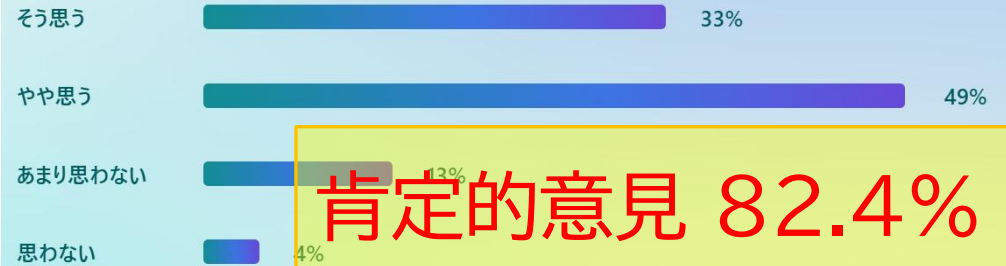 そう思う 33%
やや思う 49%
あまり思わない 13%
肯定的意見 82.4%
思わない 4%